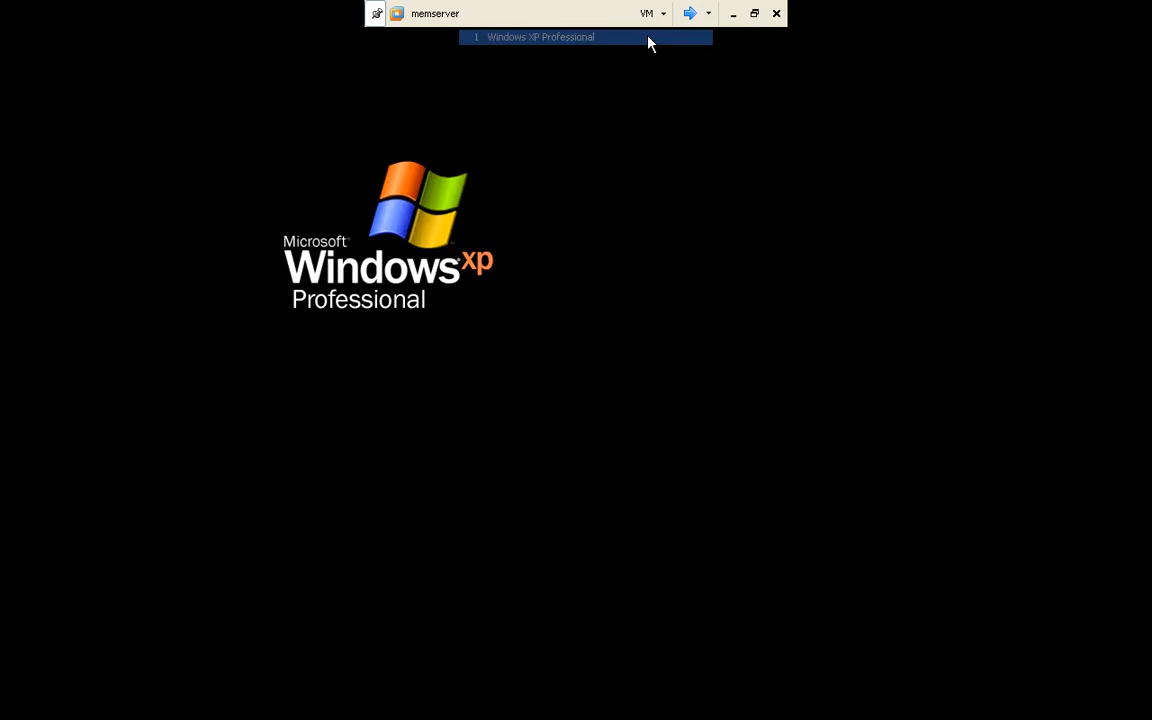 memserver VM
1 Windows XP Professional
Microsoft
Windows xp
Professional